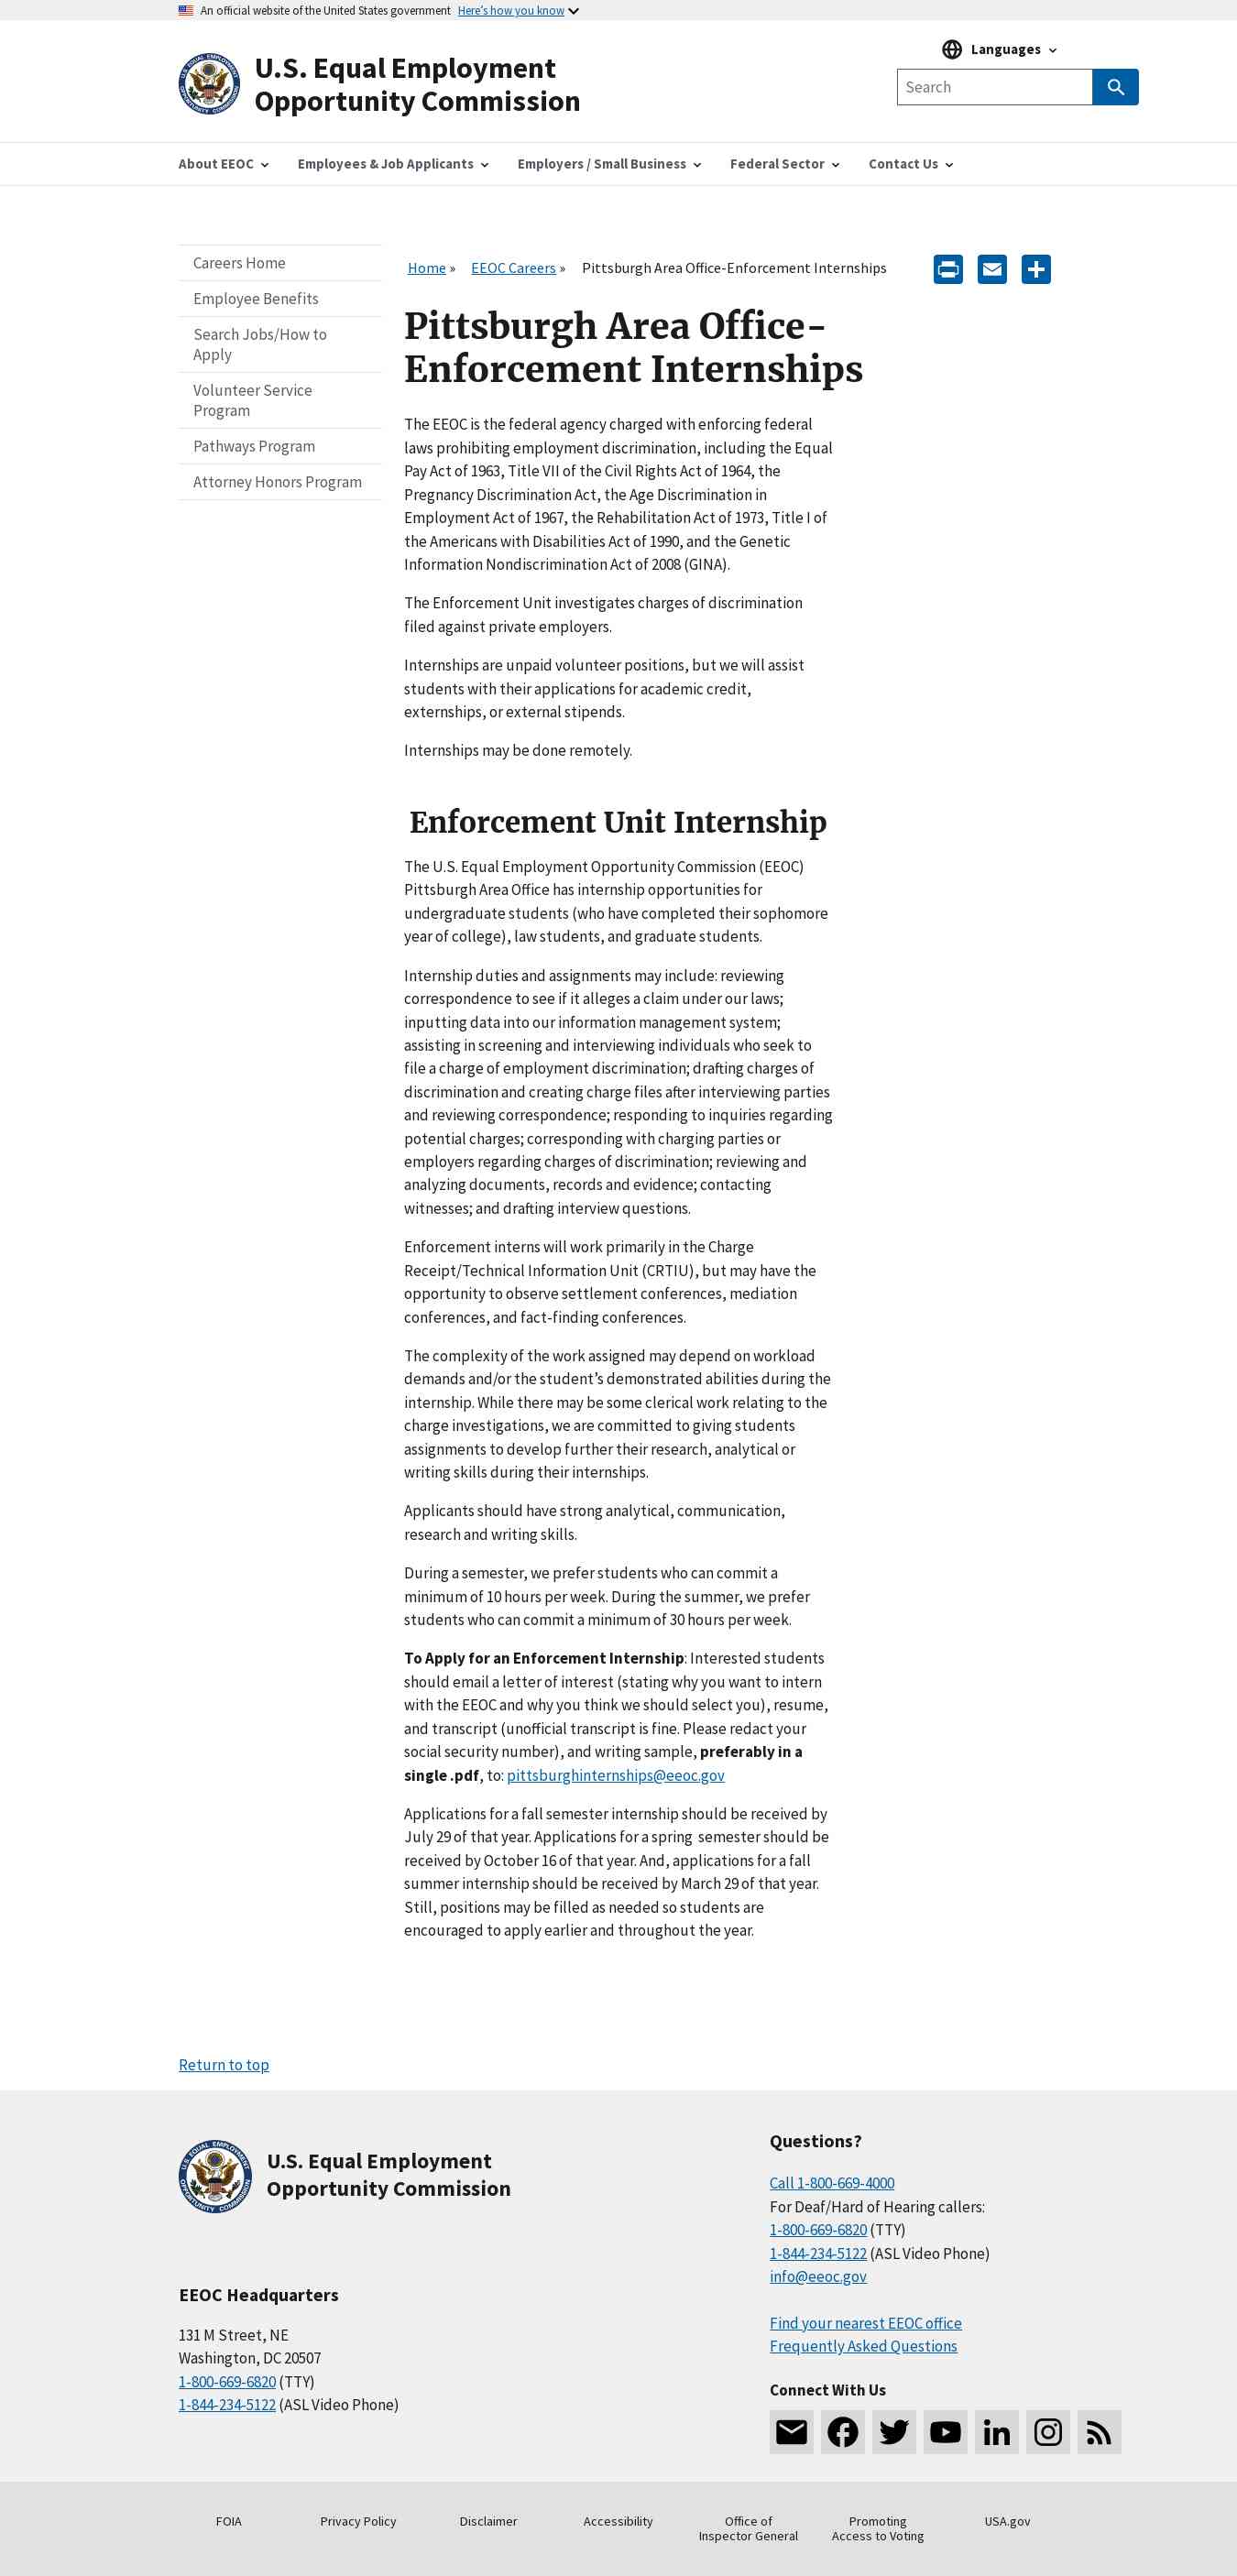 An official website of the United States government Here's how you know
Languages
U.S. Equal Employment
Opportunity Commission
Search
About EEOC Employees & Job Applicants Employers / Small Business Federal Sector Contact Us
Careers Home
Employee Benefits
Search Jobs/How to
Apply
Volunteer Service
Program
Pathways Program
Attorney Honors Program
Home » EEOC Careers » Pittsburgh Area Office-Enforcement Internships
Pittsburgh Area Office-
Enforcement Internships
The EEOC is the federal agency charged with enforcing federal
laws prohibiting employment discrimination, including the Equal
Pay Act of 1963, Title VII of the Civil Rights Act of 1964, the
Pregnancy Discrimination Act, the Age Discrimination in
Employment Act of 1967, the Rehabilitation Act of 1973, Title I of
the Americans with Disabilities Act of 1990, and the Genetic
Information Nondiscrimination Act of 2008 (GINA).
The Enforcement Unit investigates charges of discrimination
filed against private employers.
Internships are unpaid volunteer positions, but we will assist
students with their applications for academic credit,
externships, or external stipends.
Internships may be done remotely.
Enforcement Unit Internship
The U.S. Equal Employment Opportunity Commission (EEOC)
Pittsburgh Area Office has internship opportunities for
undergraduate students (who have completed their sophomore
year of college), law students, and graduate students.
Internship duties and assignments may include: reviewing
correspondence to see if it alleges a claim under our laws;
inputting data into our information management system;
assisting in screening and interviewing individuals who seek to
file a charge of employment discrimination; drafting charges of
discrimination and creating charge files after interviewing parties
and reviewing correspondence; responding to inquiries regarding
potential charges; corresponding with charging parties or
employers regarding charges of discrimination; reviewing and
analyzing documents, records and evidence; contacting
witnesses; and drafting interview questions.
Enforcement interns will work primarily in the Charge
Receipt/Technical Information Unit (CRTIU), but may have the
opportunity to observe settlement conferences, mediation
conferences, and fact-finding conferences.
The complexity of the work assigned may depend on workload
demands and/or the student's demonstrated abilities during the
internship. While there may be some clerical work relating to the
charge investigations, we are committed to giving students
assignments to develop further their research, analytical or
writing skills during their internships.
Applicants should have strong analytical, communication,
research and writing skills.
During a semester, we prefer students who can commit a
minimum of 10 hours per week. During the summer, we prefer
students who can commit a minimum of 30 hours per week.
To Apply for an Enforcement Internship: Interested students
should email a letter of interest (stating why you want to intern
with the EEOC and why you think we should select you), resume,
and transcript (unofficial transcript is fine. Please redact your
social security number), and writing sample, preferably in a
single .pdf, to: pittsburghinternships@eeoc.gov
Applications for a fall semester internship should be received by
July 29 of that year. Applications for a spring semester should be
received by October 16 of that year. And, applications for a fall
summer internship should be received by March 29 of that year.
Still, positions may be filled as needed so students are
encouraged to apply earlier and throughout the year.
Return to top
U.S. Equal Employment
Opportunity Commission
EEOC Headquarters
131 M Street, NE
Washington, DC 20507
1-800-669-6820 (TTY)
1-844-234-5122 (ASL Video Phone)
Questions?
Call 1-800-669-4000
For Deaf/Hard of Hearing callers:
1-800-669-6820 (TTY)
1-844-234-5122 (ASL Video Phone)
info@eeoc.gov
Find your nearest EEOC office
Frequently Asked Questions
Connect With Us
FOIA
Privacy Policy
Disclaimer
Accessibility
Office of
Inspector General
Promoting
Access to Voting
USA.gov